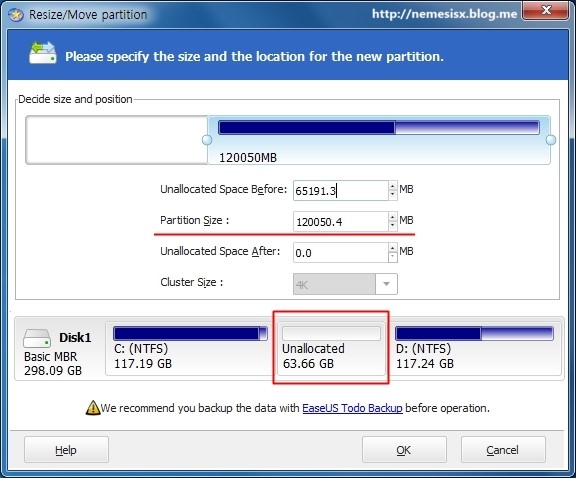 Resize/Move partition
http://nemesisx.blog.me
Please specify the size and the location for the new partition.
Decide size and position
120050MB
Unallocated Space Before: 65191.3 MB
Partition Size : 120050.4 MB
Unallocated Space After: 0.0 MB
Cluster Size : 4K
Disk1
Basic MBR
298.09 GB
C: (NTFS)
117.19 GB
Unallocated
63.66 GB
D: (NTFS)
117.24 GB
We recommend you backup the data with EaseUS Todo Backup before operation.
Help
OK
Cancel